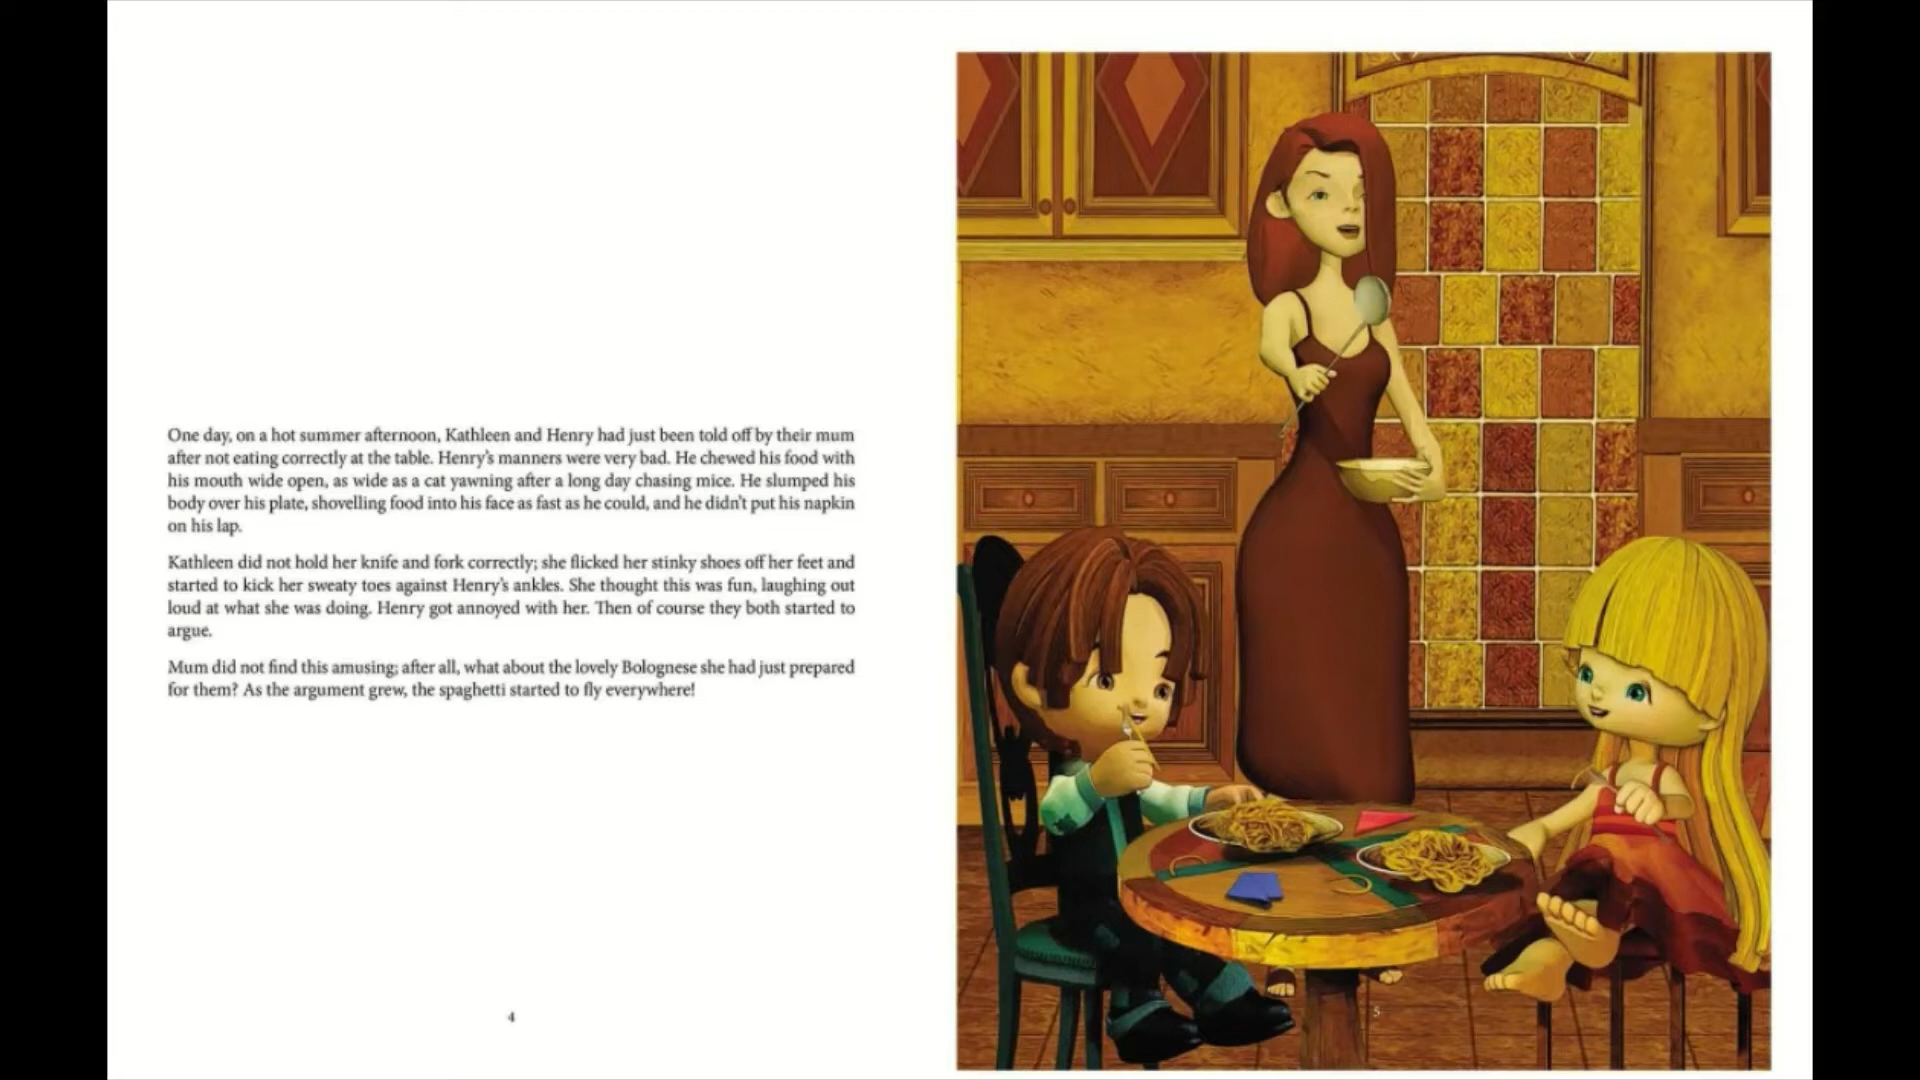 One day, on a hot summer afternoon, Kathleen and Henry had just been told off by their mum
after not eating correctly at the table. Henry's manners were very bad. He chewed his food with
his mouth wide open, as wide as a cat yawning after a long day chasing mice. He slumped his
body over his plate, shovelling food into his face as fast as he could, and he didn't put his napkin
on his lap.
Kathleen did not hold her knife and fork correctly; she flicked her stinky shoes off her feet and
started to kick her sweaty toes against Henry's ankles. She thought this was fun, laughing out
loud at what she was doing. Henry got annoyed with her. Then of course they both started to
argue.
Mum did not find this amusing; after all, what about the lovely Bolognese she had just prepared
for them? As the argument grew, the spaghetti started to fly everywhere!
4
5